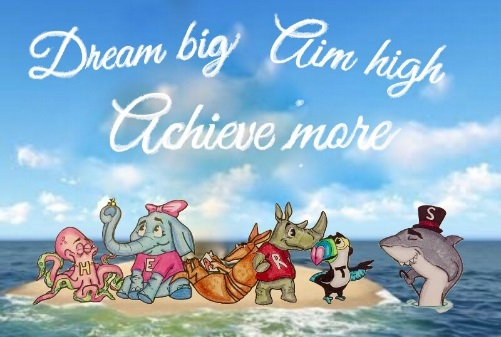 Dream big Aim high
Achieve more
H E R T S